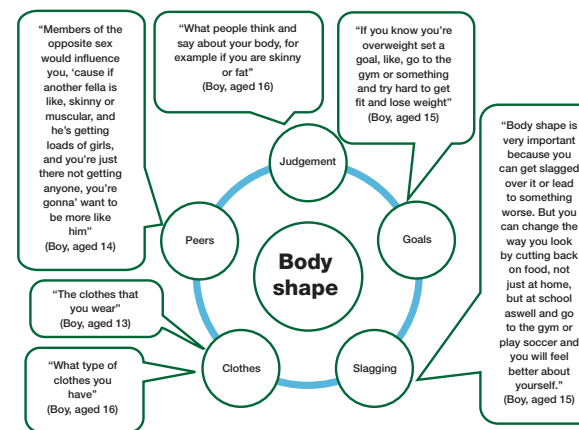 “Members of the
opposite sex
would influence
you, ‘cause if
another fella is
like, skinny or
muscular, and
he’s getting
loads of girls,
and you’re just
there not getting
anyone, you’re
gonna’ want to
be more like
him”
(Boy, aged 14)
“What people think and
say about your body, for
example if you are skinny
or fat”
(Boy, aged 16)
“If you know you’re
overweight set a
goal, like, go to the
gym or something
and try hard to get
fit and lose weight”
(Boy, aged 15)
“Body shape is
very important
because you
can get slagged
over it or lead
to something
worse. But you
can change the
way you look
by cutting back
on food, not
just at home,
but at school
aswell and go
to the gym or
play soccer and
you will feel
better about
yourself.”
(Boy, aged 15)
Judgement
Peers
Goals
Body
shape
“The clothes that
you wear”
(Boy, aged 13)
“What type of
clothes you
have”
(Boy, aged 16)
Clothes
Slagging